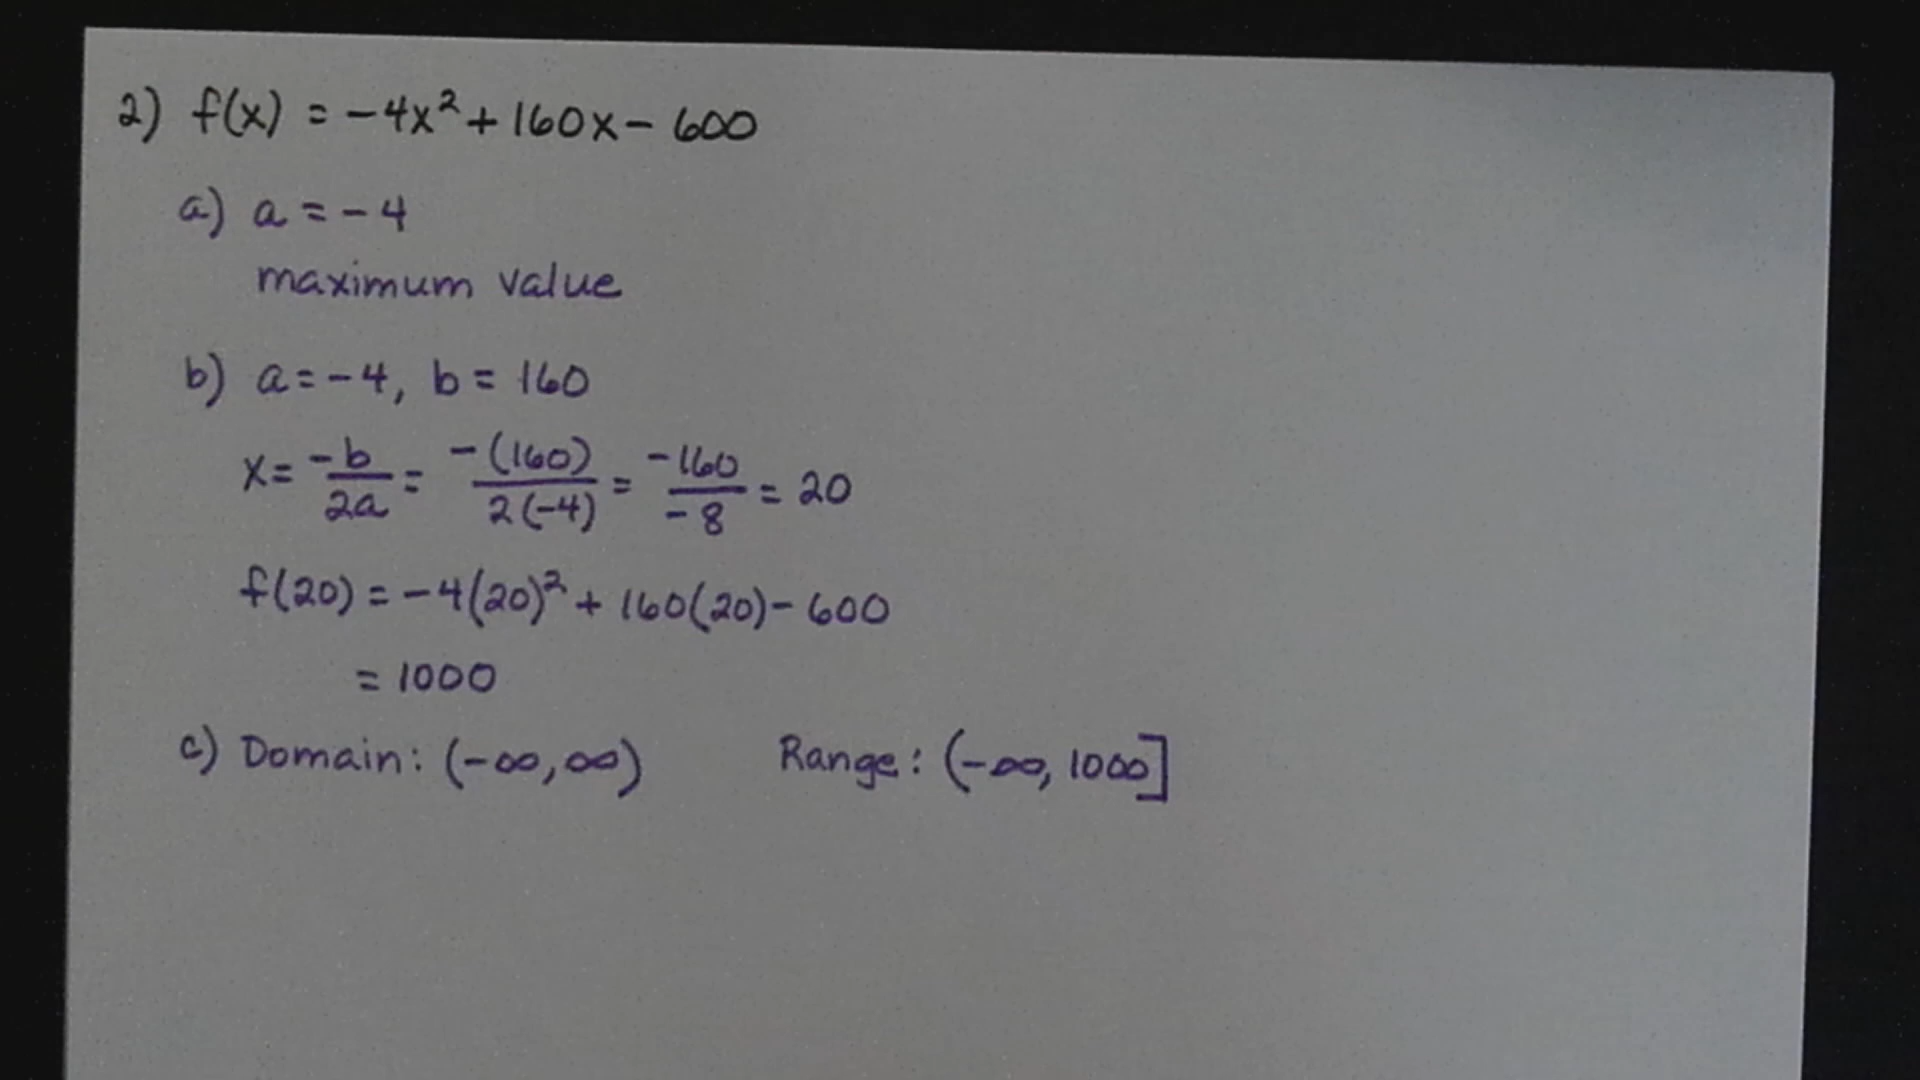 2) f(x) = -4x² + 160x - 600
a) a = -4
maximum value
b) a = -4, b = 160
x = -b/2a = -(160)/2(-4) = -160/-8 = 20
f(20) = -4(20)² + 160(20) - 600
= 1000
c) Domain: (-∞, ∞) Range: (-∞, 1000]